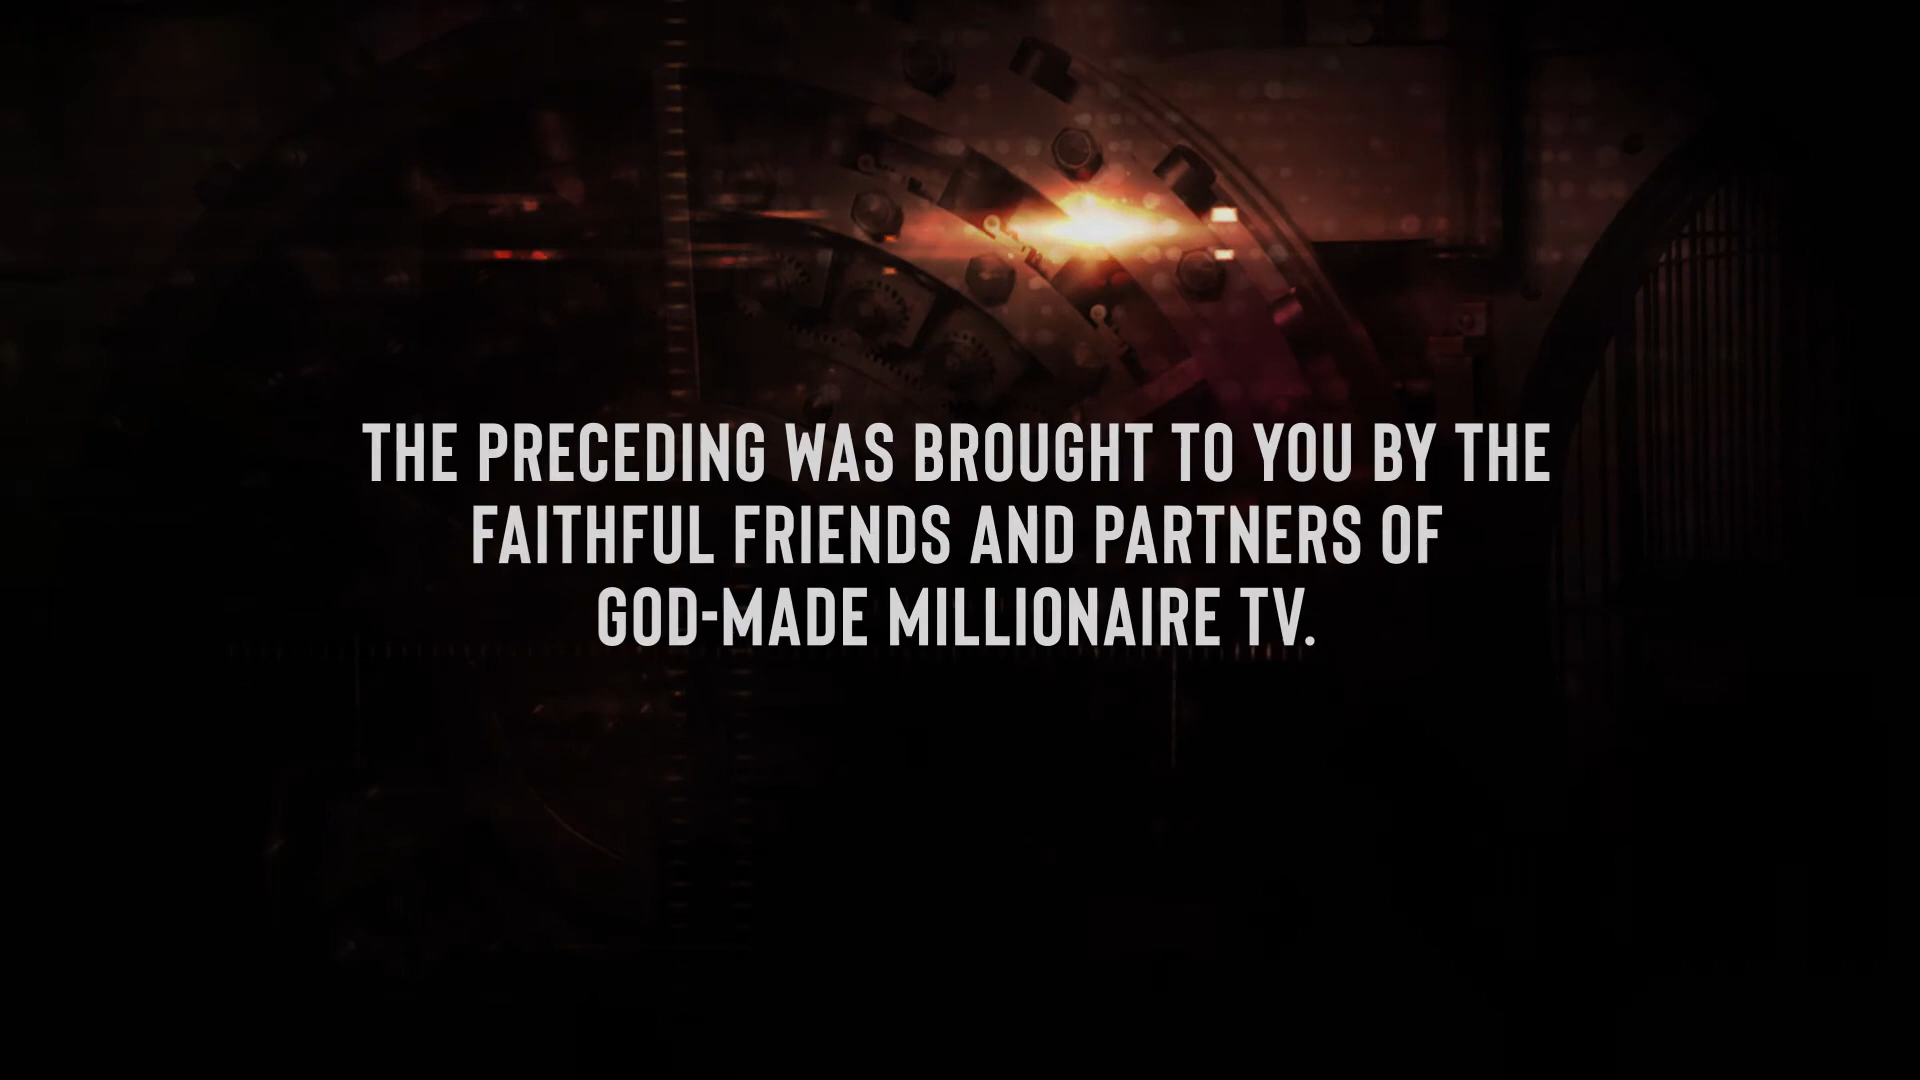 THE PRECEDING WAS BROUGHT TO YOU BY THE
FAITHFUL FRIENDS AND PARTNERS OF
GOD-MADE MILLIONAIRE TV.